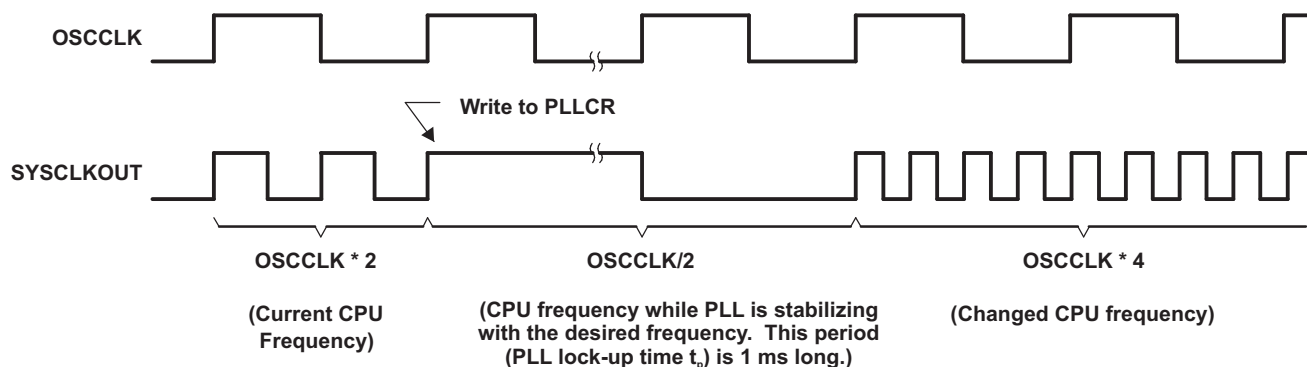 OSCCLK
Write to PLLCR
SYSCLKOUT
OSCCLK * 2
OSCCLK/2
OSCCLK * 4
(Current CPU
Frequency)
(CPU frequency while PLL is stabilizing
with the desired frequency. This period
(PLL lock-up time tp) is 1 ms long.)
(Changed CPU frequency)